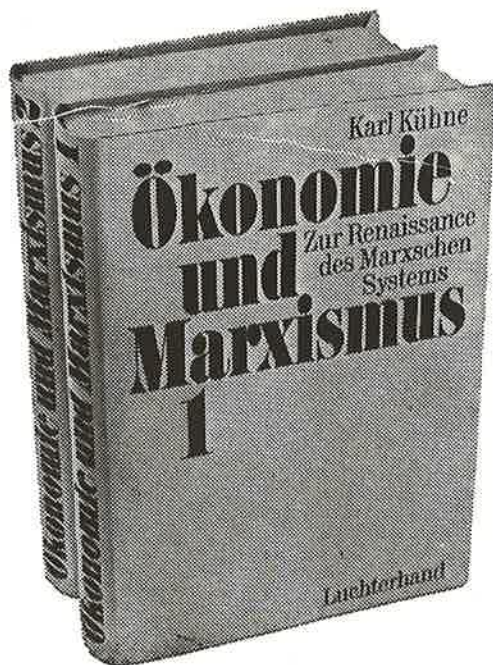 Karl Kühne
Ökonomie
und
Zur Renaissance
des Marxschen
Systems
Marxismus
1
Luchterhand
Ökonomie und Marxismus 1
Ökonomie und Marxismus 2